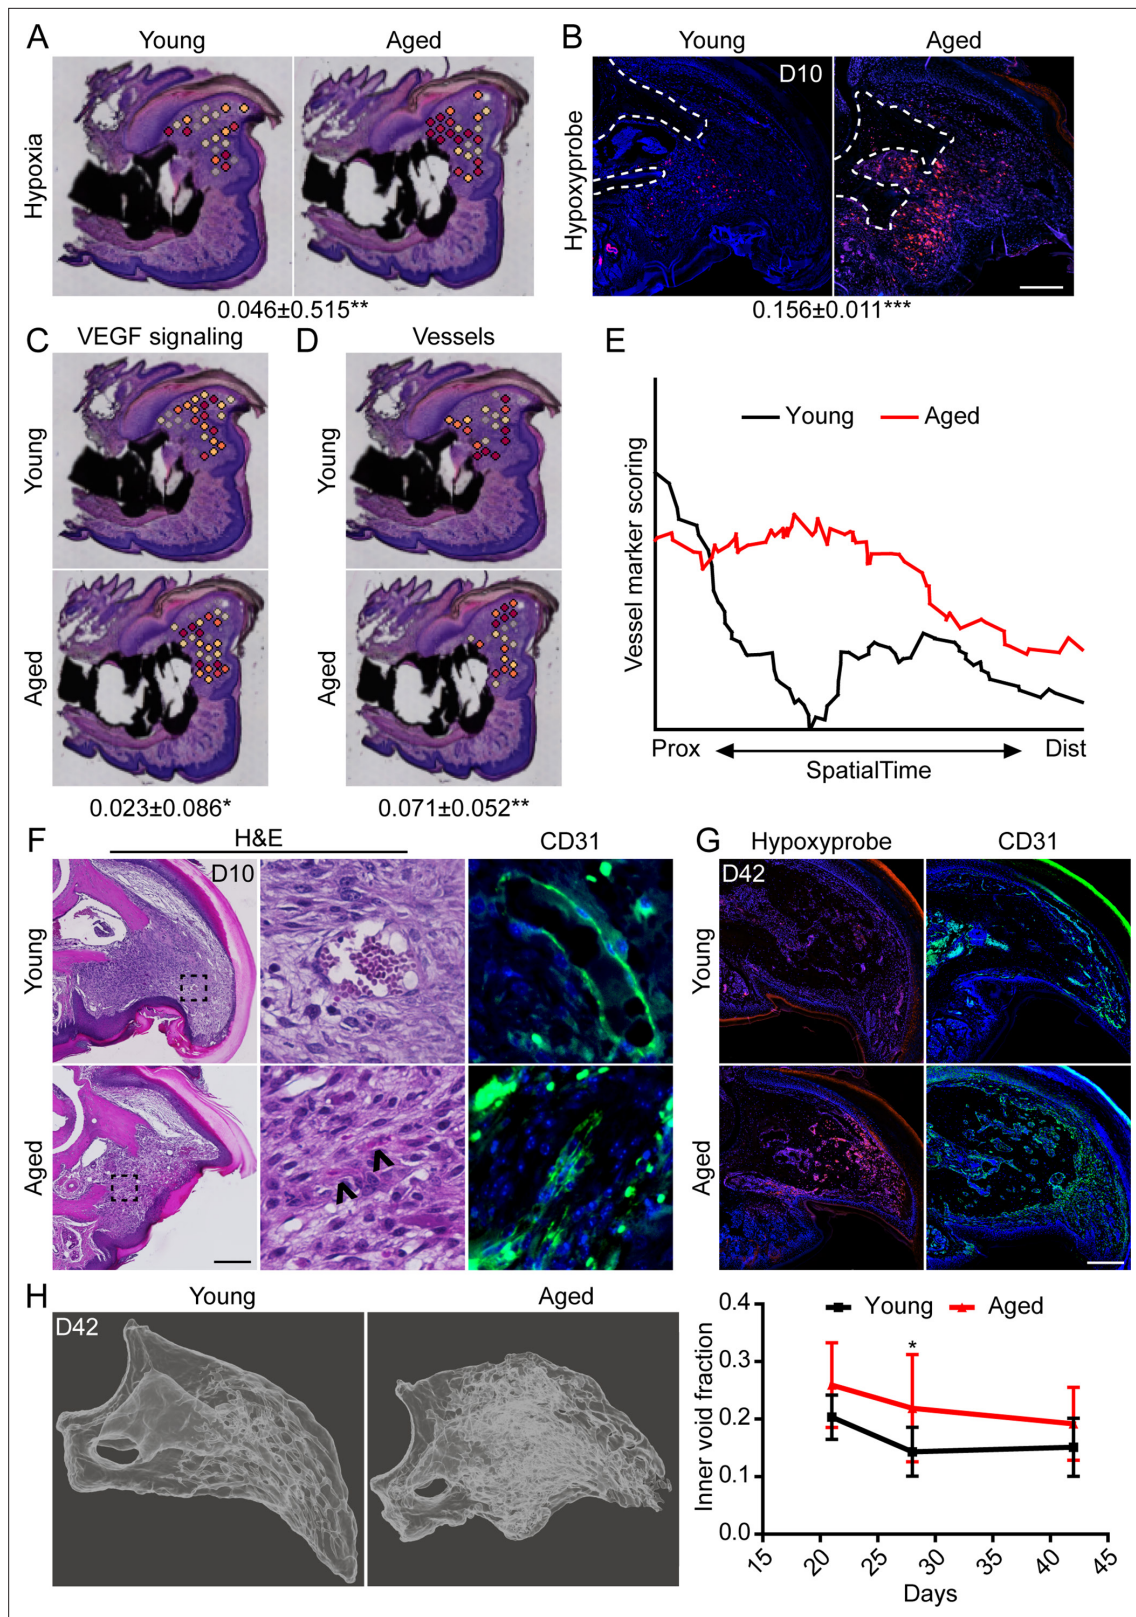 A
Young
Aged
Hypoxia
0.046±0.515**
B
Young
Aged
D10
Hypoxyprobe
0.156±0.011***
C
VEGF signaling
Young
Aged
0.023±0.086*
D
Vessels
Young
Aged
0.071±0.052**
E
Young
Aged
Vessel marker scoring
Prox
Dist
SpatialTime
F
H&E
CD31
D10
Young
Aged
G
Hypoxyprobe
CD31
D42
Young
Aged
H
Young
Aged
D42
Young
Aged
*
Inner void fraction
0.4
0.3
0.2
0.1
0.0
15
20
25
30
35
40
45
Days